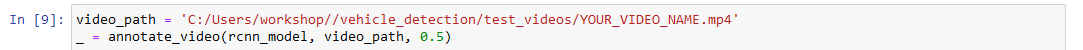 In [9]: video_path = 'C:/Users/workshop//vehicle_detection/test_videos/YOUR_VIDEO_NAME.mp4'
_ = annotate_video(rcnn_model, video_path, 0.5)